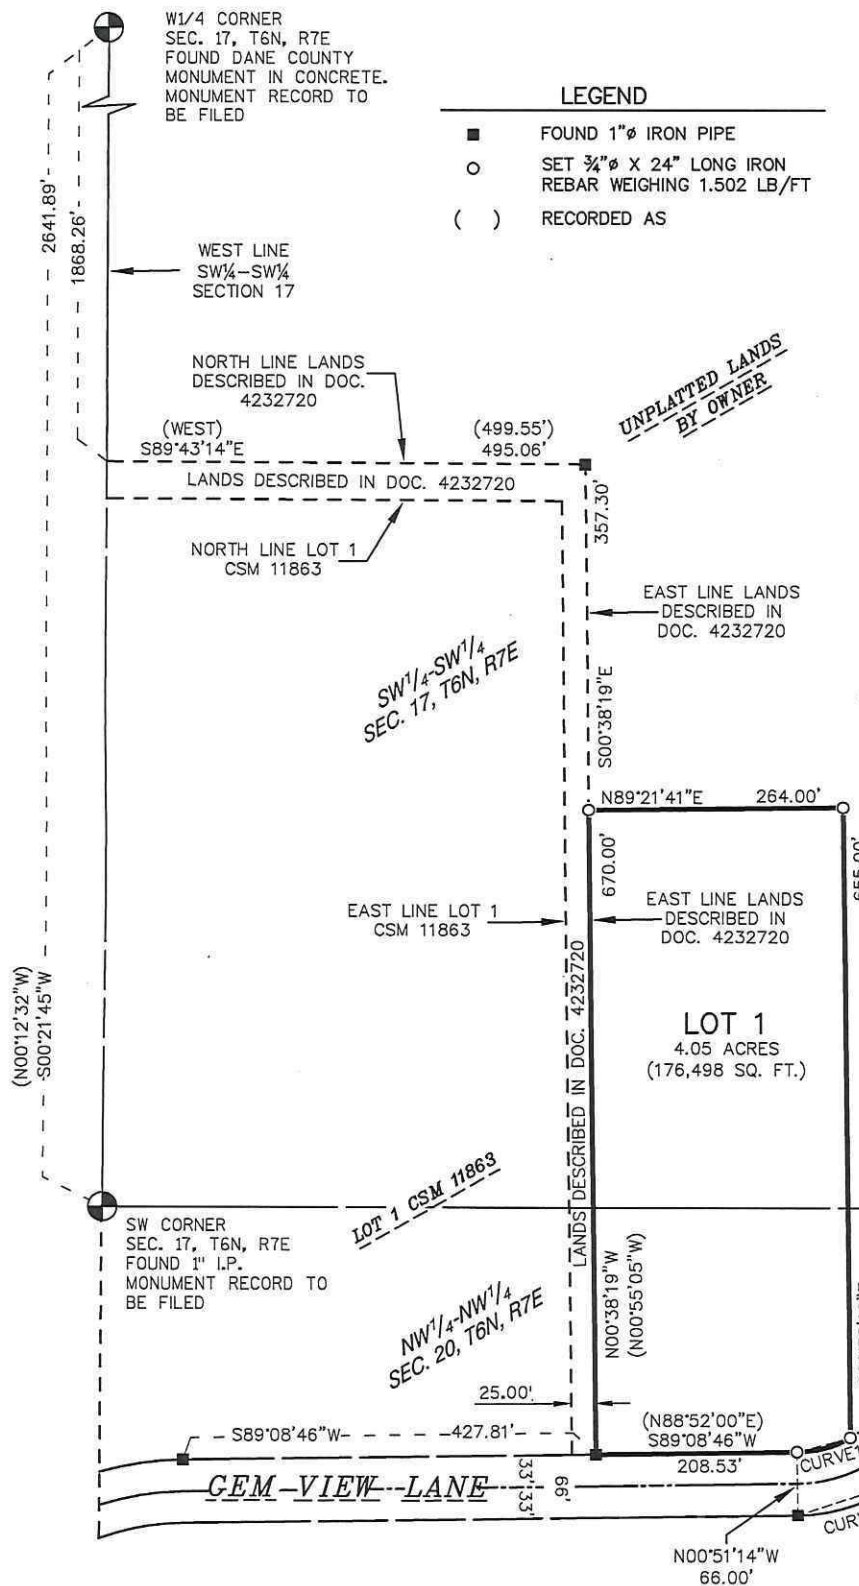 W1/4 CORNER
SEC. 17, T6N, R7E
FOUND DANE COUNTY
MONUMENT IN CONCRETE.
MONUMENT RECORD TO
BE FILED
LEGEND
FOUND 1"ø IRON PIPE
SET ¾"ø X 24" LONG IRON
REBAR WEIGHING 1.502 LB/FT
( ) RECORDED AS
2641.89'
1868.26'
WEST LINE
SW¼-SW¼
SECTION 17
NORTH LINE LANDS
DESCRIBED IN DOC.
4232720
UNPLATTED LANDS
BY OWNER
(WEST)
S89°43'14"E
(499.55')
495.06'
LANDS DESCRIBED IN DOC. 4232720
NORTH LINE LOT 1
CSM 11863
357.30'
EAST LINE LANDS
DESCRIBED IN
DOC. 4232720
SW1/4-SW1/4
SEC. 17, T6N, R7E
S00°38'19"E
N89°21'41"E 264.00'
670.00'
655.00'
EAST LINE LOT 1
CSM 11863
EAST LINE LANDS
DESCRIBED IN
DOC. 4232720
LANDS DESCRIBED IN DOC. 4232720
(N00°12'32"W)
S00°21'45"W
LOT 1
4.05 ACRES
(176,498 SQ. FT.)
LOT 1 CSM 11863
SW CORNER
SEC. 17, T6N, R7E
FOUND 1" I.P.
MONUMENT RECORD TO
BE FILED
NW1/4-NW1/4
SEC. 20, T6N, R7E
N00°38'19"W
(N00°55'05"W)
25.00'
S89°08'46"W 427.81'
(N88°52'00"E)
S89°08'46"W
208.53'
CURVE1
GEM VIEW LANE
33' 33'
66'
CUR
N00°51'14"W
66.00'